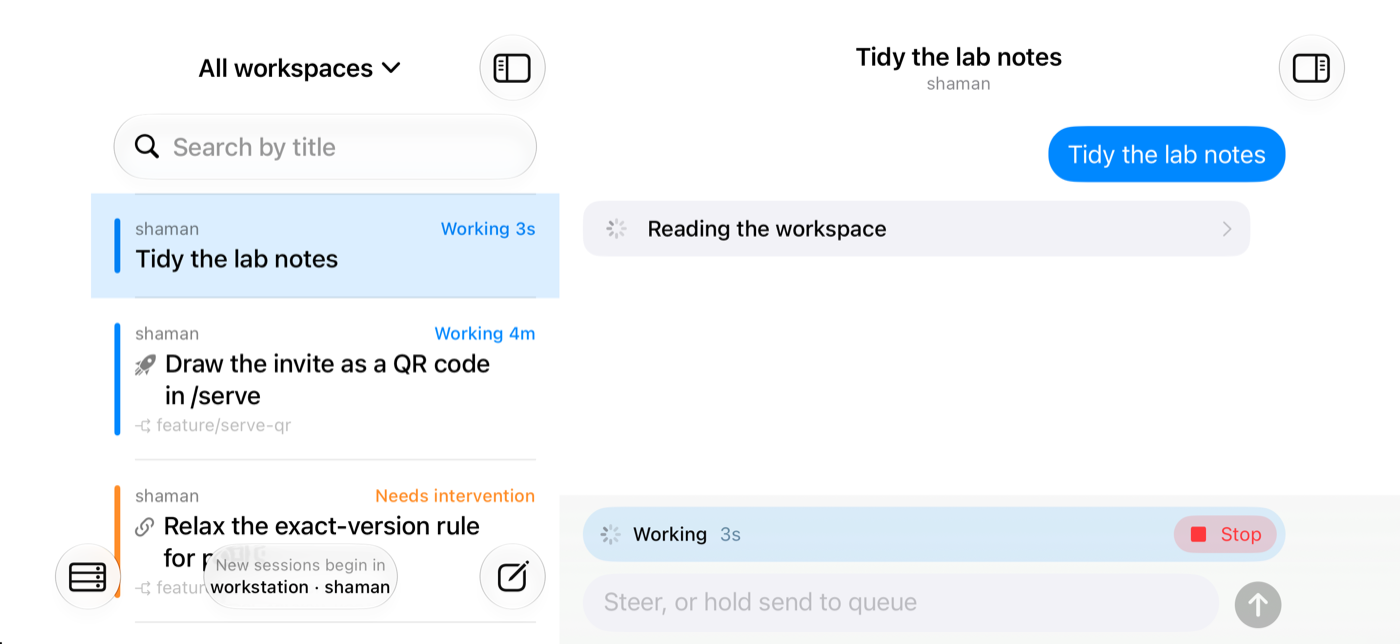 All workspaces
Search by title
shaman
Working 3s
Tidy the lab notes
shaman
Working 4m
Draw the invite as a QR code
in /serve
feature/serve-qr
shaman
Needs intervention
Relax the exact-version rule
for
New sessions begin in
workstation · shaman
Tidy the lab notes
shaman
Tidy the lab notes
Reading the workspace
Working 3s
Stop
Steer, or hold send to queue